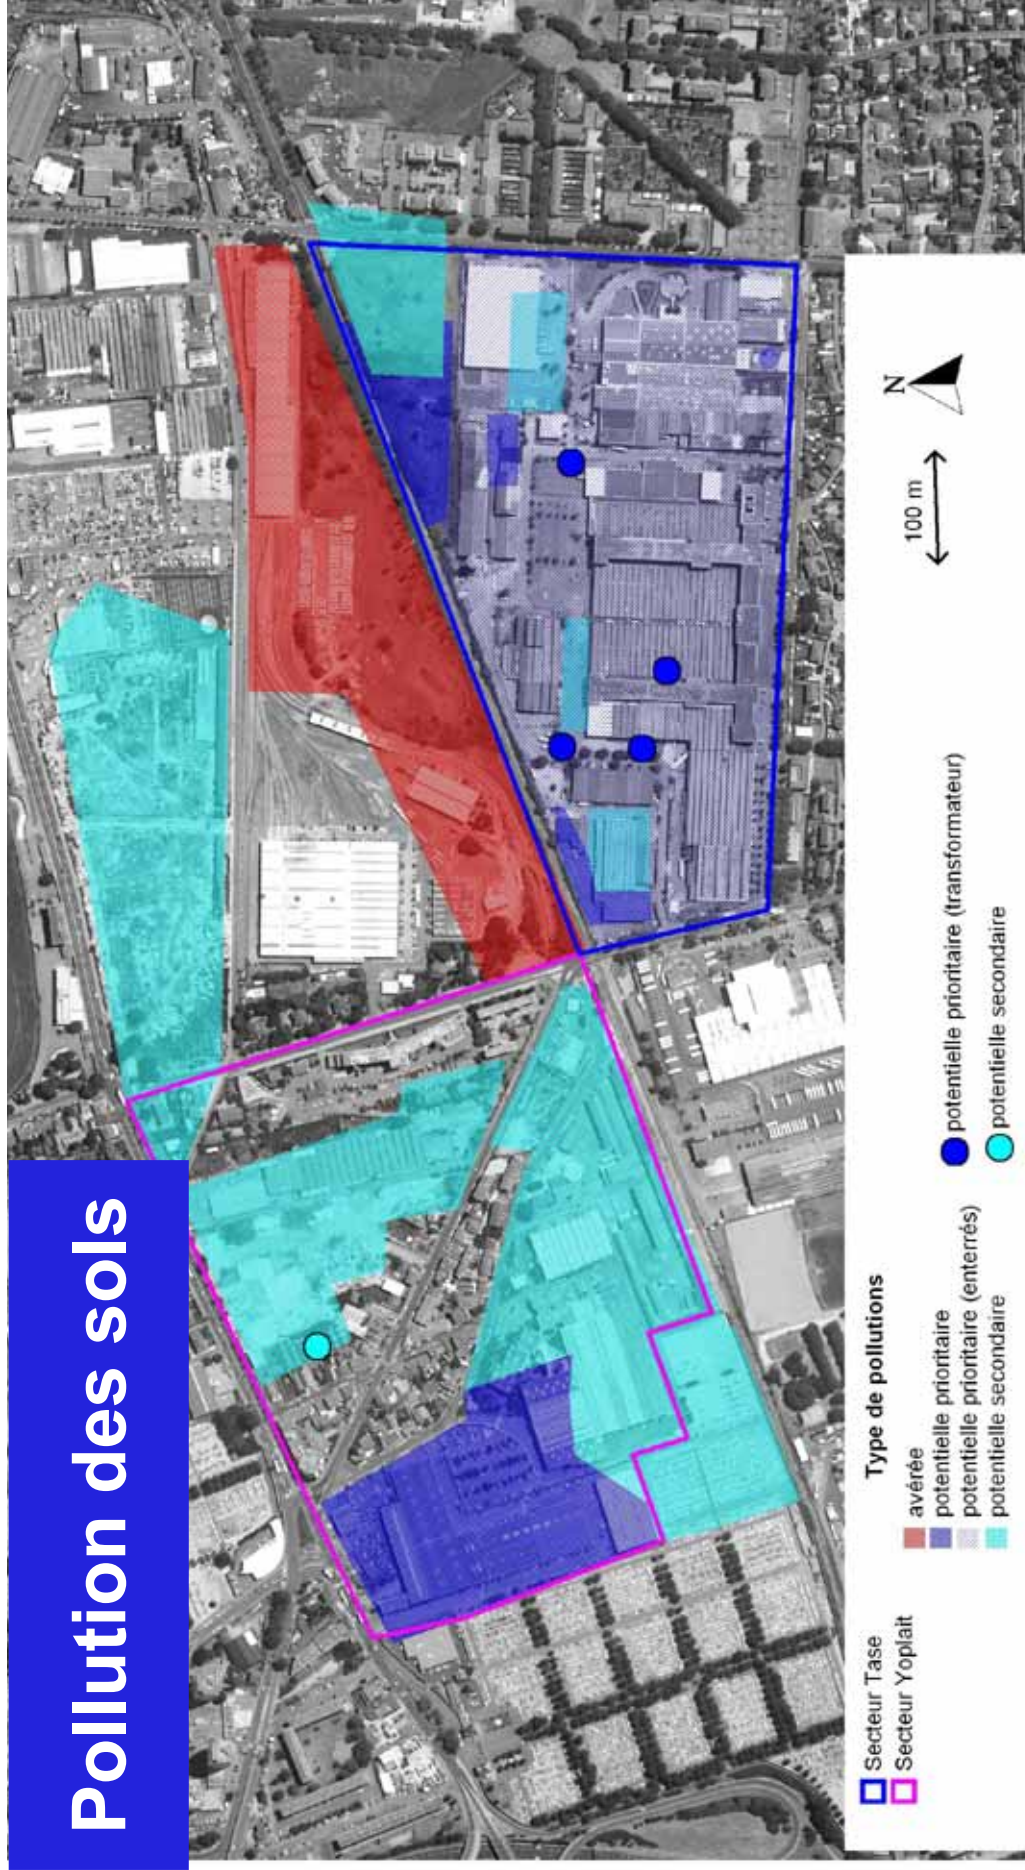 Pollution des sols
Secteur Tase
Secteur Yoplait
Type de pollutions
avérée
potentielle prioritaire
potentielle prioritaire (enterrés)
potentielle secondaire
potentielle prioritaire (transformateur)
potentielle secondaire
100 m
N